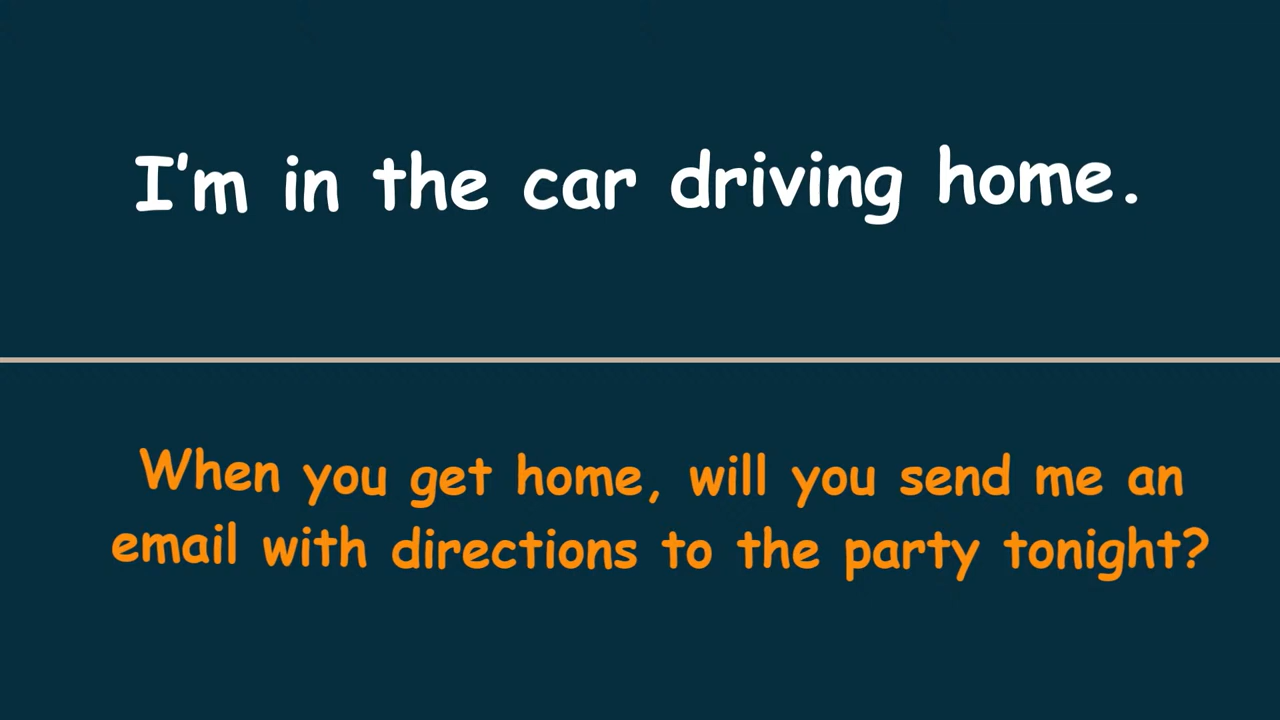 I'm in the car driving home.
When you get home, will you send me an
email with directions to the party tonight?